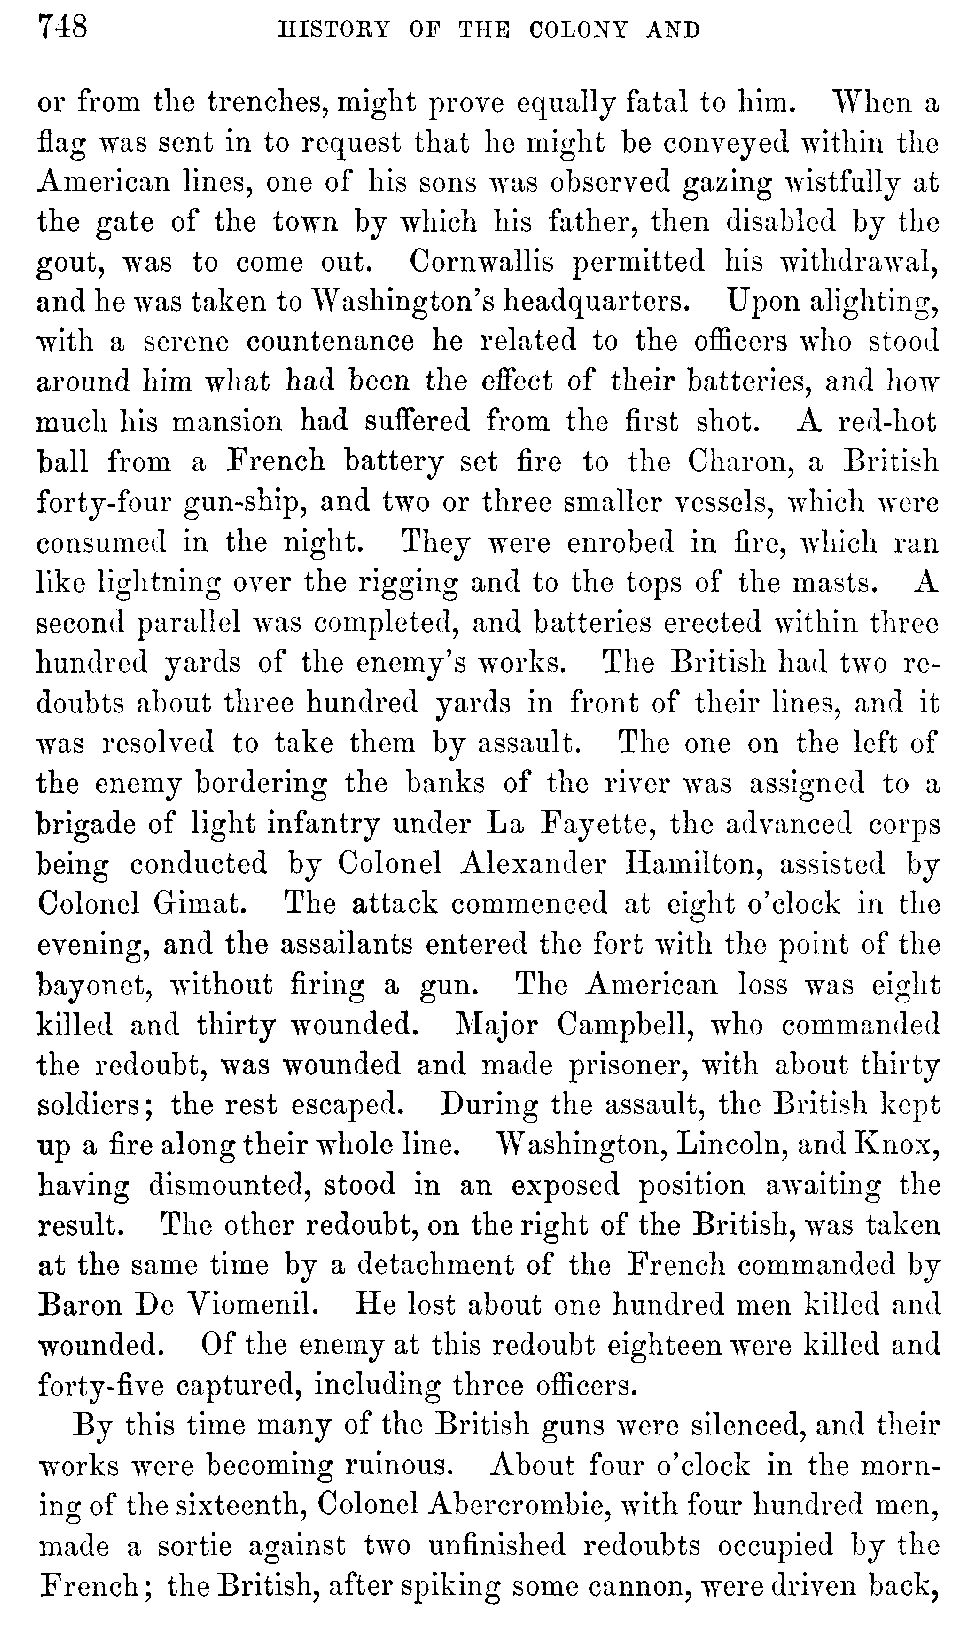 748 HISTORY OF THE COLONY AND
or from the trenches, might prove equally fatal to him. When a
flag was sent in to request that he might be conveyed within the
American lines, one of his sons was observed gazing wistfully at
the gate of the town by which his father, then disabled by the
gout, was to come out. Cornwallis permitted his withdrawal,
and he was taken to Washington's headquarters. Upon alighting,
with a serene countenance he related to the officers who stood
around him what had been the effect of their batteries, and how
much his mansion had suffered from the first shot. A red-hot
ball from a French battery set fire to the Charon, a British
forty-four gun-ship, and two or three smaller vessels, which were
consumed in the night. They were enrobed in fire, which ran
like lightning over the rigging and to the tops of the masts. A
second parallel was completed, and batteries erected within three
hundred yards of the enemy's works. The British had two re-
doubts about three hundred yards in front of their lines, and it
was resolved to take them by assault. The one on the left of
the enemy bordering the banks of the river was assigned to a
brigade of light infantry under La Fayette, the advanced corps
being conducted by Colonel Alexander Hamilton, assisted by
Colonel Gimat. The attack commenced at eight o'clock in the
evening, and the assailants entered the fort with the point of the
bayonet, without firing a gun. The American loss was eight
killed and thirty wounded. Major Campbell, who commanded
the redoubt, was wounded and made prisoner, with about thirty
soldiers; the rest escaped. During the assault, the British kept
up a fire along their whole line. Washington, Lincoln, and Knox,
having dismounted, stood in an exposed position awaiting the
result. The other redoubt, on the right of the British, was taken
at the same time by a detachment of the French commanded by
Baron De Viomenil. He lost about one hundred men killed and
wounded. Of the enemy at this redoubt eighteen were killed and
forty-five captured, including three officers.
By this time many of the British guns were silenced, and their
works were becoming ruinous. About four o'clock in the morn-
ing of the sixteenth, Colonel Abercrombie, with four hundred men,
made a sortie against two unfinished redoubts occupied by the
French; the British, after spiking some cannon, were driven back,